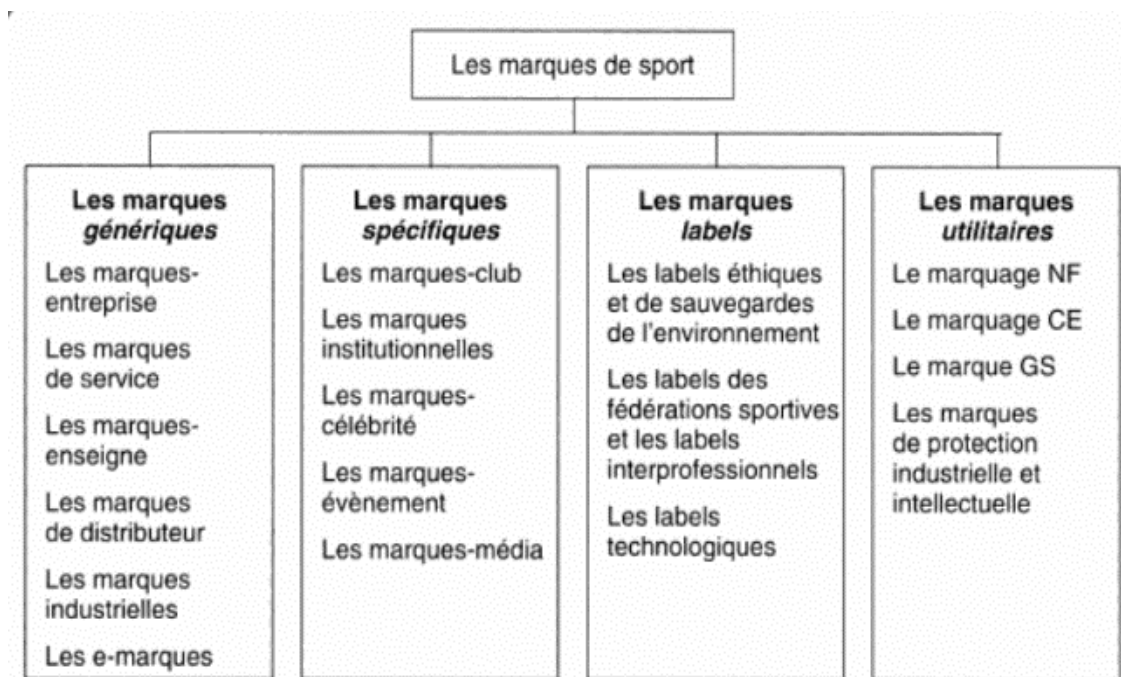 Les marques de sport
Les marques
génériques
Les marques-
entreprise
Les marques
de service
Les marques-
enseigne
Les marques
de distributeur
Les marques
industrielles
Les e-marques
Les marques
spécifiques
Les marques-club
Les marques
institutionnelles
Les marques-
célébrité
Les marques-
évènement
Les marques-média
Les marques
labels
Les labels éthiques
et de sauvegardes
de l'environnement
Les labels des
fédérations sportives
et les labels
interprofessionnels
Les labels
technologiques
Les marques
utilitaires
Le marquage NF
Le marquage CE
Le marque GS
Les marques
de protection
industrielle et
intellectuelle